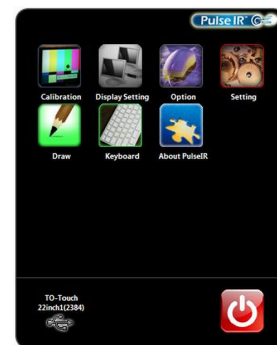 Pulse IR
Calibration
Display Setting
Option
Setting
Draw
Keyboard
About PulseIR
TO-Touch
22inch1(2384)